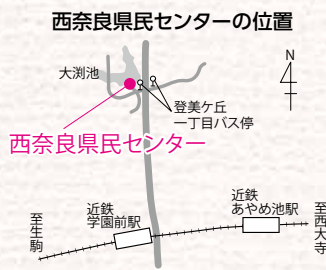 西奈良県民センターの位置
N
大渕池
登美ケ丘
一丁目バス停
西奈良県民センター
近鉄
学園前駅
近鉄
あやめ池駅
至生駒
至西大寺